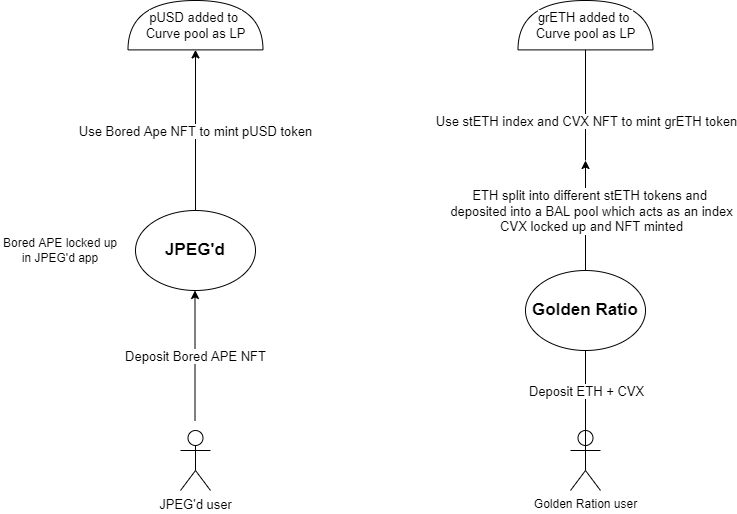 pUSD added to
Curve pool as LP
Use Bored Ape NFT to mint pUSD token
Bored APE locked up
in JPEG'd app
JPEG'd
Deposit Bored APE NFT
JPEG'd user
grETH added to
Curve pool as LP
Use stETH index and CVX NFT to mint grETH token
ETH split into different stETH tokens and
deposited into a BAL pool which acts as an index
CVX locked up and NFT minted
Golden Ratio
Deposit ETH + CVX
Golden Ration user